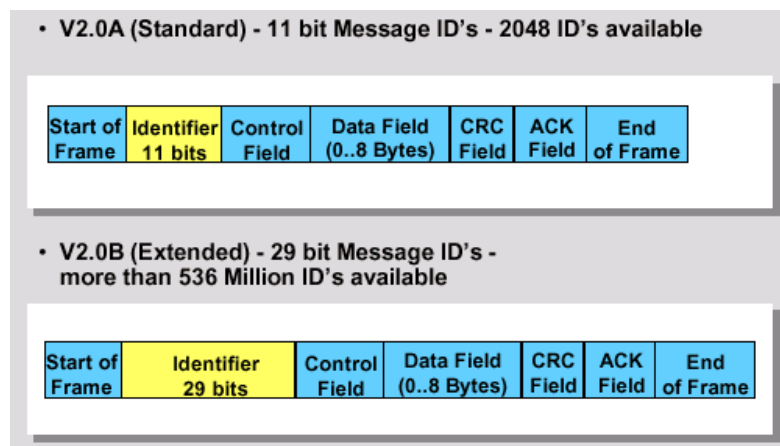 • V2.0A (Standard) - 11 bit Message ID's - 2048 ID's available
Start of Identifier Control Data Field CRC ACK End
Frame 11 bits Field (0..8 Bytes) Field Field of Frame
• V2.0B (Extended) - 29 bit Message ID's -
more than 536 Million ID's available
Start of Identifier Control Data Field CRC ACK End
Frame 29 bits Field (0..8 Bytes) Field Field of Frame